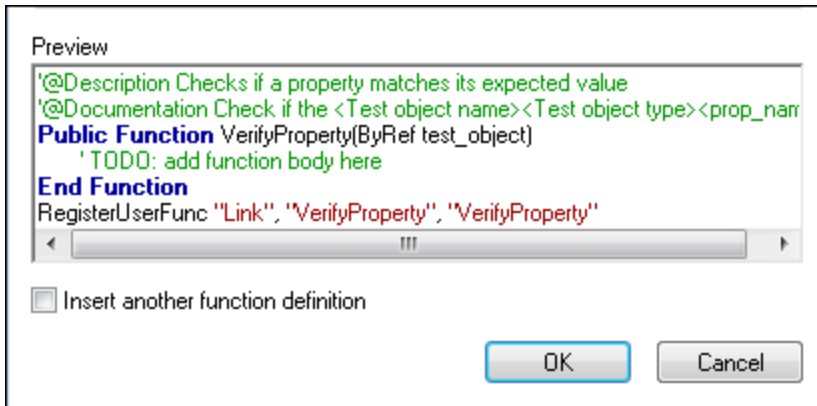 Preview
'@Description Checks if a property matches its expected value
'@Documentation Check if the <Test object name><Test object type><prop_nam
Public Function VerifyProperty(ByRef test_object)
' TODO: add function body here
End Function
RegisterUserFunc "Link", "VerifyProperty", "VerifyProperty"
Insert another function definition
OK
Cancel